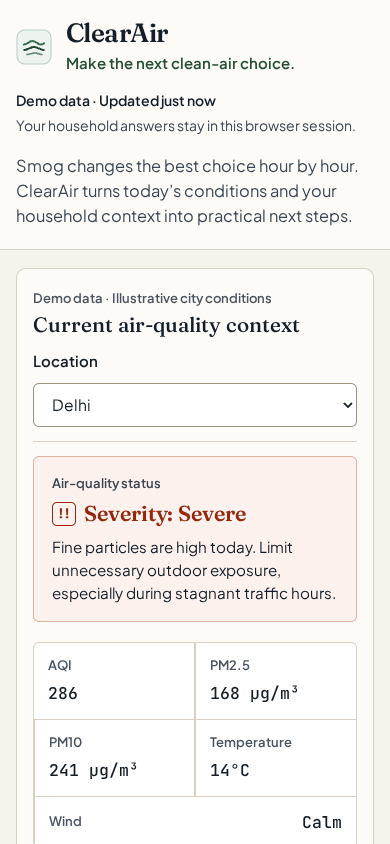 ClearAir
Make the next clean-air choice.
Demo data · Updated just now
Your household answers stay in this browser session.
Smog changes the best choice hour by hour.
ClearAir turns today's conditions and your
household context into practical next steps.
Demo data · Illustrative city conditions
Current air-quality context
Location
Delhi
Air-quality status
!! Severity: Severe
Fine particles are high today. Limit
unnecessary outdoor exposure,
especially during stagnant traffic hours.
AQI
286
PM2.5
168 µg/m³
PM10
241 µg/m³
Temperature
14°C
Wind
Calm